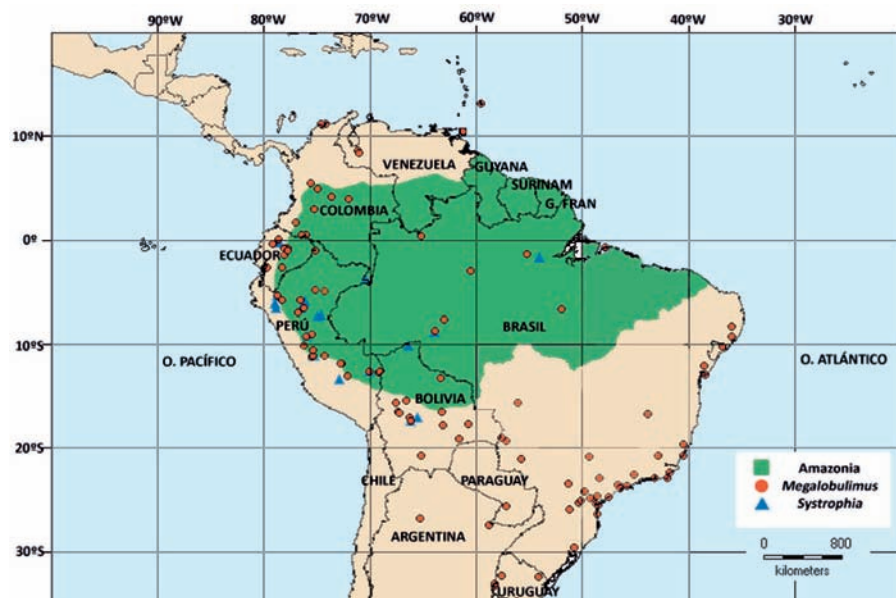 90ºW 80ºW 70ºW 60ºW 50ºW 40ºW 30ºW
10ºN
VENEZUELA
GUYANA
SURINAM
G. FRAN
COLOMBIA
0º
ECUADOR
PERÚ
BRASIL
10ºS
O. PACÍFICO
O. ATLÁNTICO
BOLIVIA
20ºS
CHILE
PARAGUAY
Amazonia
Megalobulimus
Systrophia
ARGENTINA
30ºS
0 800
kilometers
URUGUAY